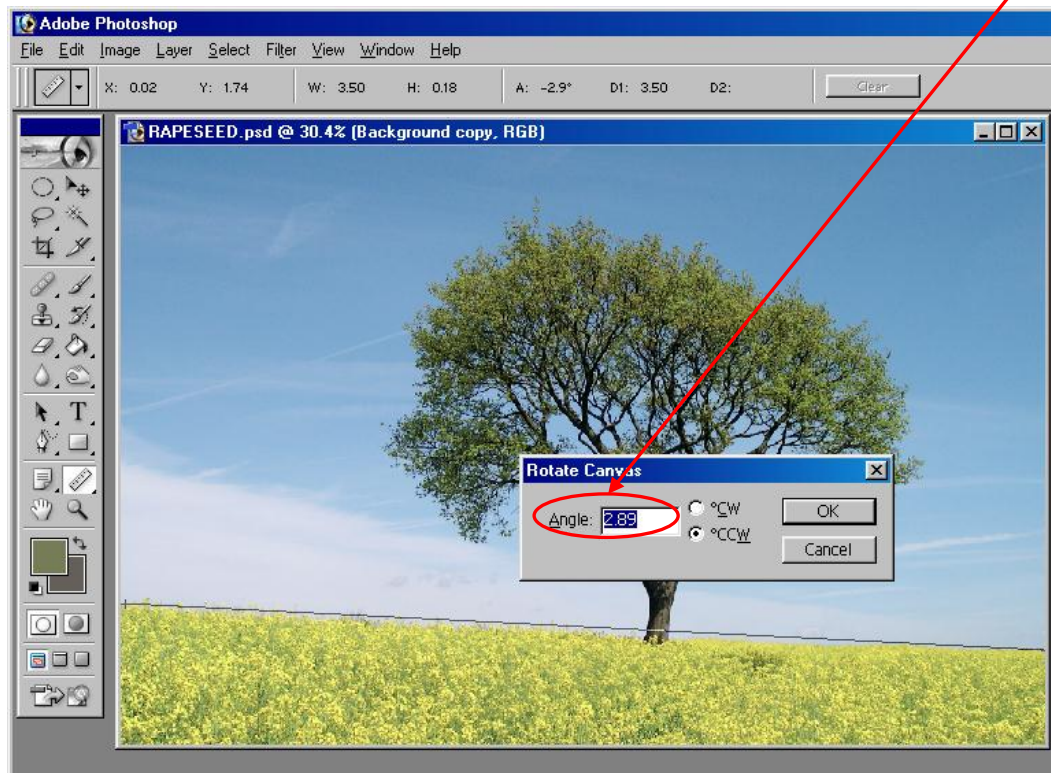 Adobe Photoshop
File Edit Image Layer Select Filter View Window Help
X: 0.02 Y: 1.74 W: 3.50 H: 0.18 A: -2.9° D1: 3.50 D2: Clear
RAPESEED.psd @ 30.4% (Background copy, RGB)
T
Rotate Canvas
Angle: 2.89 °CW OK
°CCW Cancel